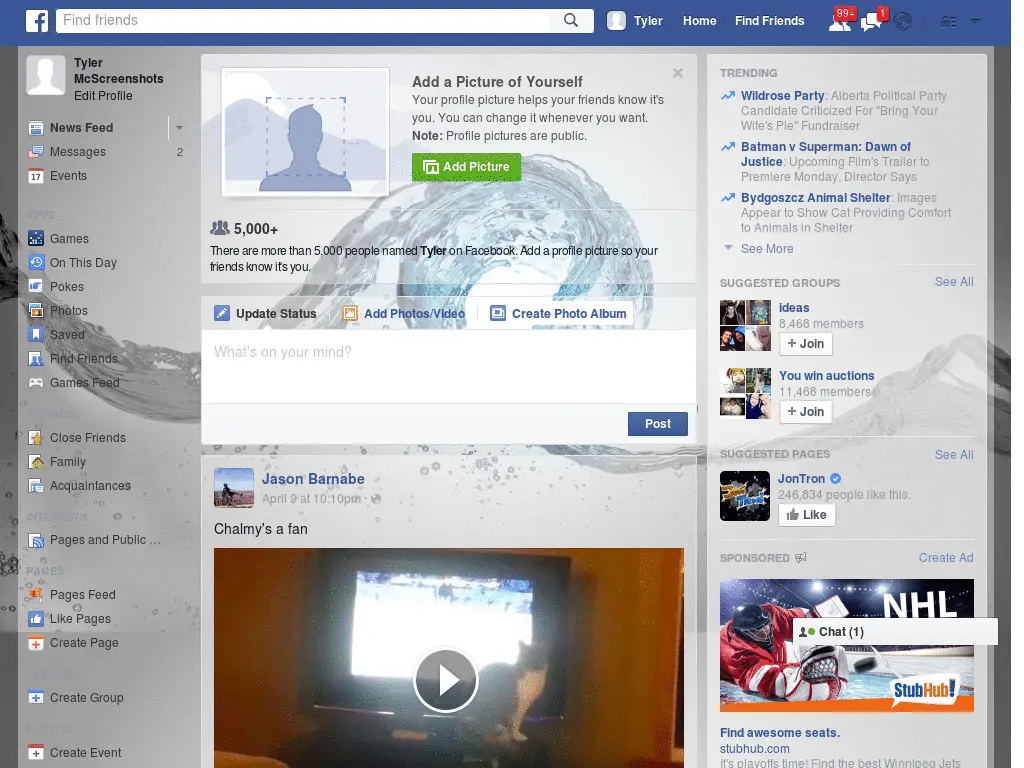 Find friends
Tyler
Home
Find Friends
99+
1
Tyler
McScreenshots
Edit Profile
News Feed
Messages
2
17
Events
APPS
Games
On This Day
Pokes
Photos
Saved
Find Friends
Games Feed
Close Friends
Family
Acquaintances
INTERESTS
Pages and Public ...
PAGES
Pages Feed
Like Pages
Create Page
Create Group
EVENTS
Create Event
Add a Picture of Yourself
Your profile picture helps your friends know it's
you. You can change it whenever you want.
Note: Profile pictures are public.
Add Picture
5,000+
There are more than 5,000 people named Tyler on Facebook. Add a profile picture so your
friends know it's you.
Update Status
Add Photos/Video
Create Photo Album
What's on your mind?
Post
Jason Barnabe
April 9 at 10:10pm
Chalmy's a fan
TRENDING
Wildrose Party: Alberta Political Party
Candidate Criticized For "Bring Your
Wife's Pie" Fundraiser
Batman v Superman: Dawn of
Justice: Upcoming Film's Trailer to
Premiere Monday, Director Says
Bydgoszcz Animal Shelter: Images
Appear to Show Cat Providing Comfort
to Animals in Shelter
See More
SUGGESTED GROUPS
See All
ideas
8,468 members
+ Join
You win auctions
11,468 members
+ Join
SUGGESTED PAGES
See All
JonTron
246,834 people like this.
Like
SPONSORED
Create Ad
NHL
Chat (1)
StubHub!
Find awesome seats.
stubhub.com
It's playoffs time! Find the best Winnipeg Jets